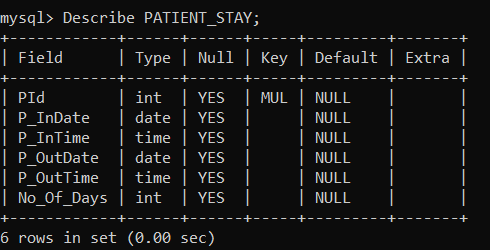 mysql> Describe PATIENT_STAY;
+------------+------+------+-----+---------+-------+
| Field      | Type | Null | Key | Default | Extra |
+------------+------+------+-----+---------+-------+
| PId        | int  | YES  | MUL | NULL    |       |
| P_InDate   | date | YES  |     | NULL    |       |
| P_InTime   | time | YES  |     | NULL    |       |
| P_OutDate  | date | YES  |     | NULL    |       |
| P_OutTime  | time | YES  |     | NULL    |       |
| No_Of_Days | int  | YES  |     | NULL    |       |
+------------+------+------+-----+---------+-------+
6 rows in set (0.00 sec)